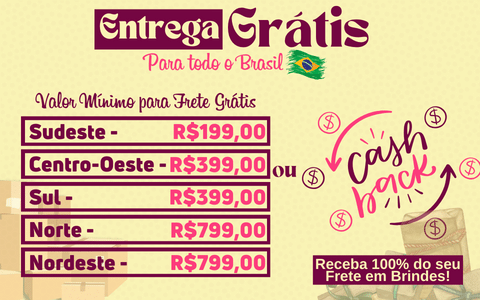 Entrega Grátis
Para todo o Brasil
Valor Mínimo para Frete Grátis
Sudeste - R$199,00
Centro-Oeste - R$399,00
Sul - R$399,00
Norte - R$799,00
Nordeste - R$799,00
ou
$
$
$
$
$
cash
back
Receba 100% do seu
Frete em Brindes!